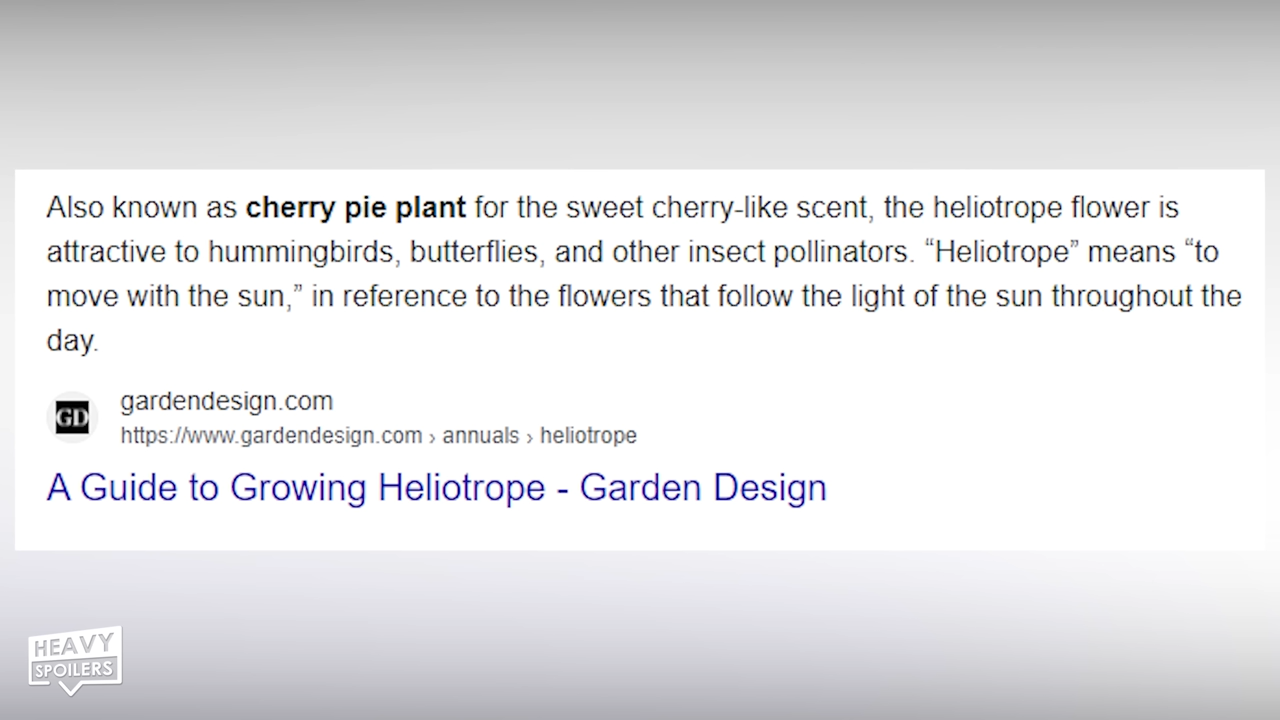 Also known as cherry pie plant for the sweet cherry-like scent, the heliotrope flower is
attractive to hummingbirds, butterflies, and other insect pollinators. “Heliotrope” means “to
move with the sun,” in reference to the flowers that follow the light of the sun throughout the
day.
GD
gardendesign.com
https://www.gardendesign.com › annuals › heliotrope
A Guide to Growing Heliotrope - Garden Design
HEAVY
SPOILERS